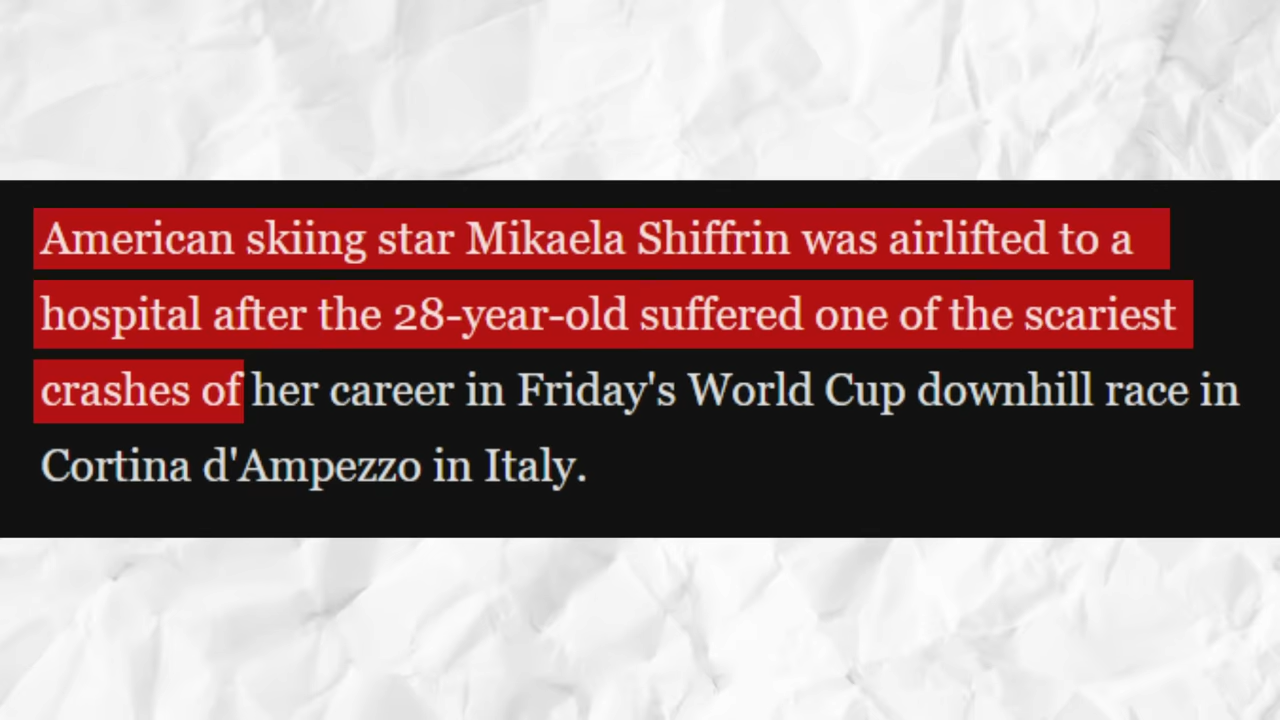 American skiing star Mikaela Shiffrin was airlifted to a
hospital after the 28-year-old suffered one of the scariest
crashes of her career in Friday's World Cup downhill race in
Cortina d'Ampezzo in Italy.